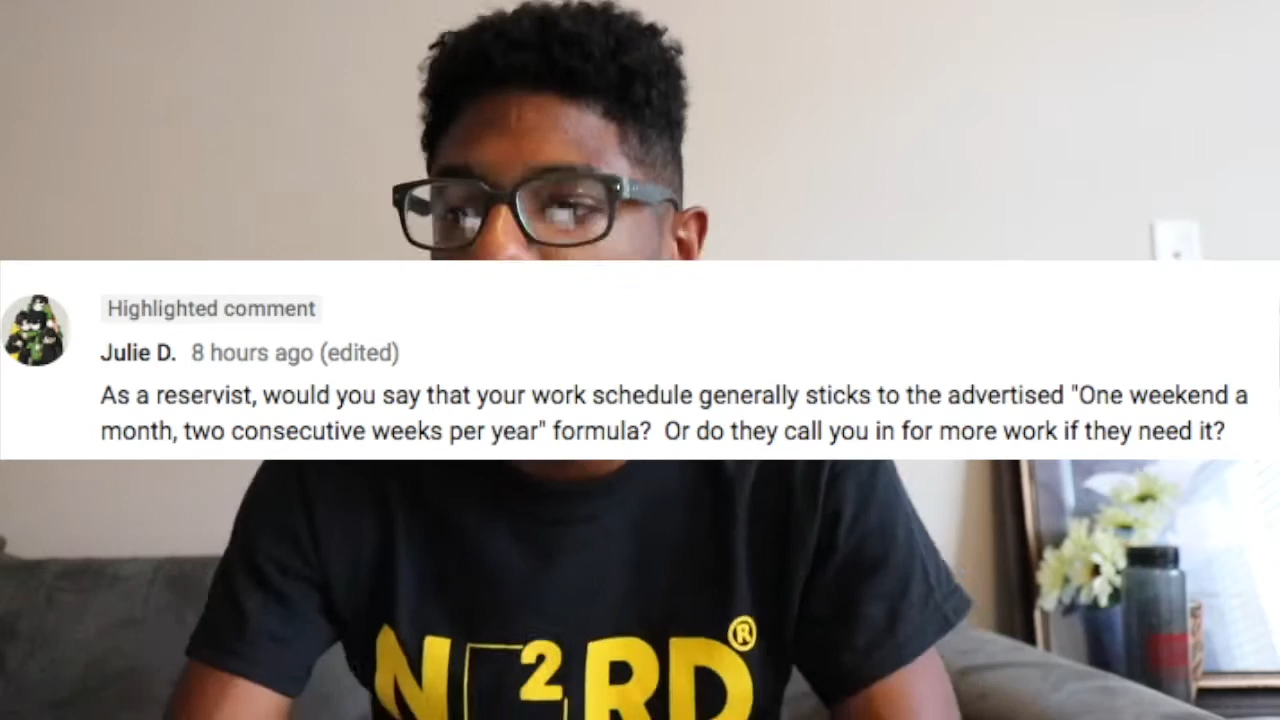 Highlighted comment
Julie D. 8 hours ago (edited)
As a reservist, would you say that your work schedule generally sticks to the advertised "One weekend a
month, two consecutive weeks per year" formula? Or do they call you in for more work if they need it?
N 2 RD®